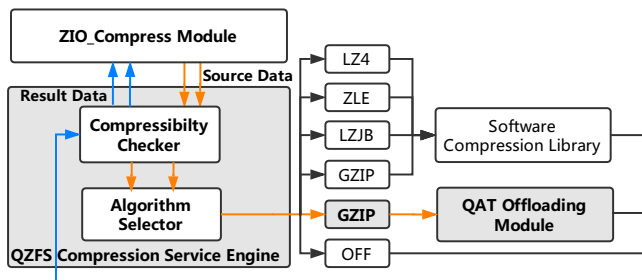 ZIO_Compress Module
Source Data
Result Data
Compressibilty
Checker
Algorithm
Selector
QZFS Compression Service Engine
LZ4
ZLE
LZJB
GZIP
GZIP
OFF
Software
Compression Library
QAT Offloading
Module